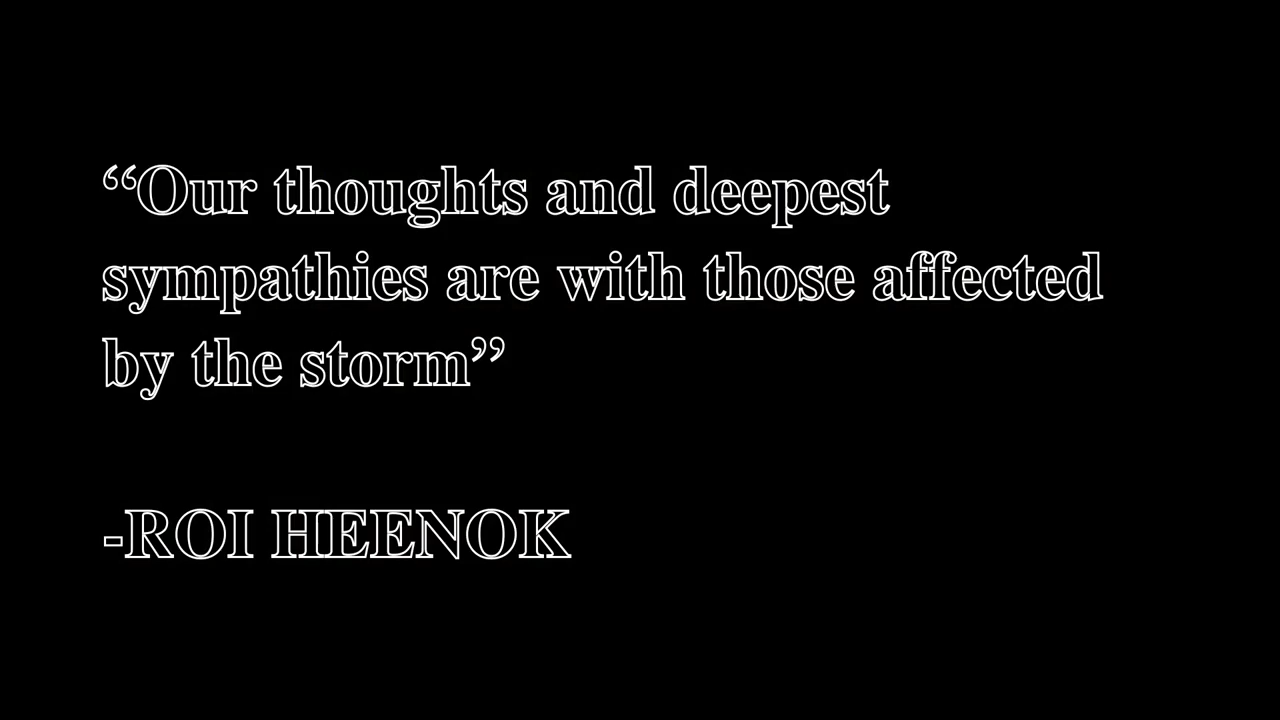 “Our thoughts and deepest
sympathies are with those affected
by the storm”
-ROI HEENOK